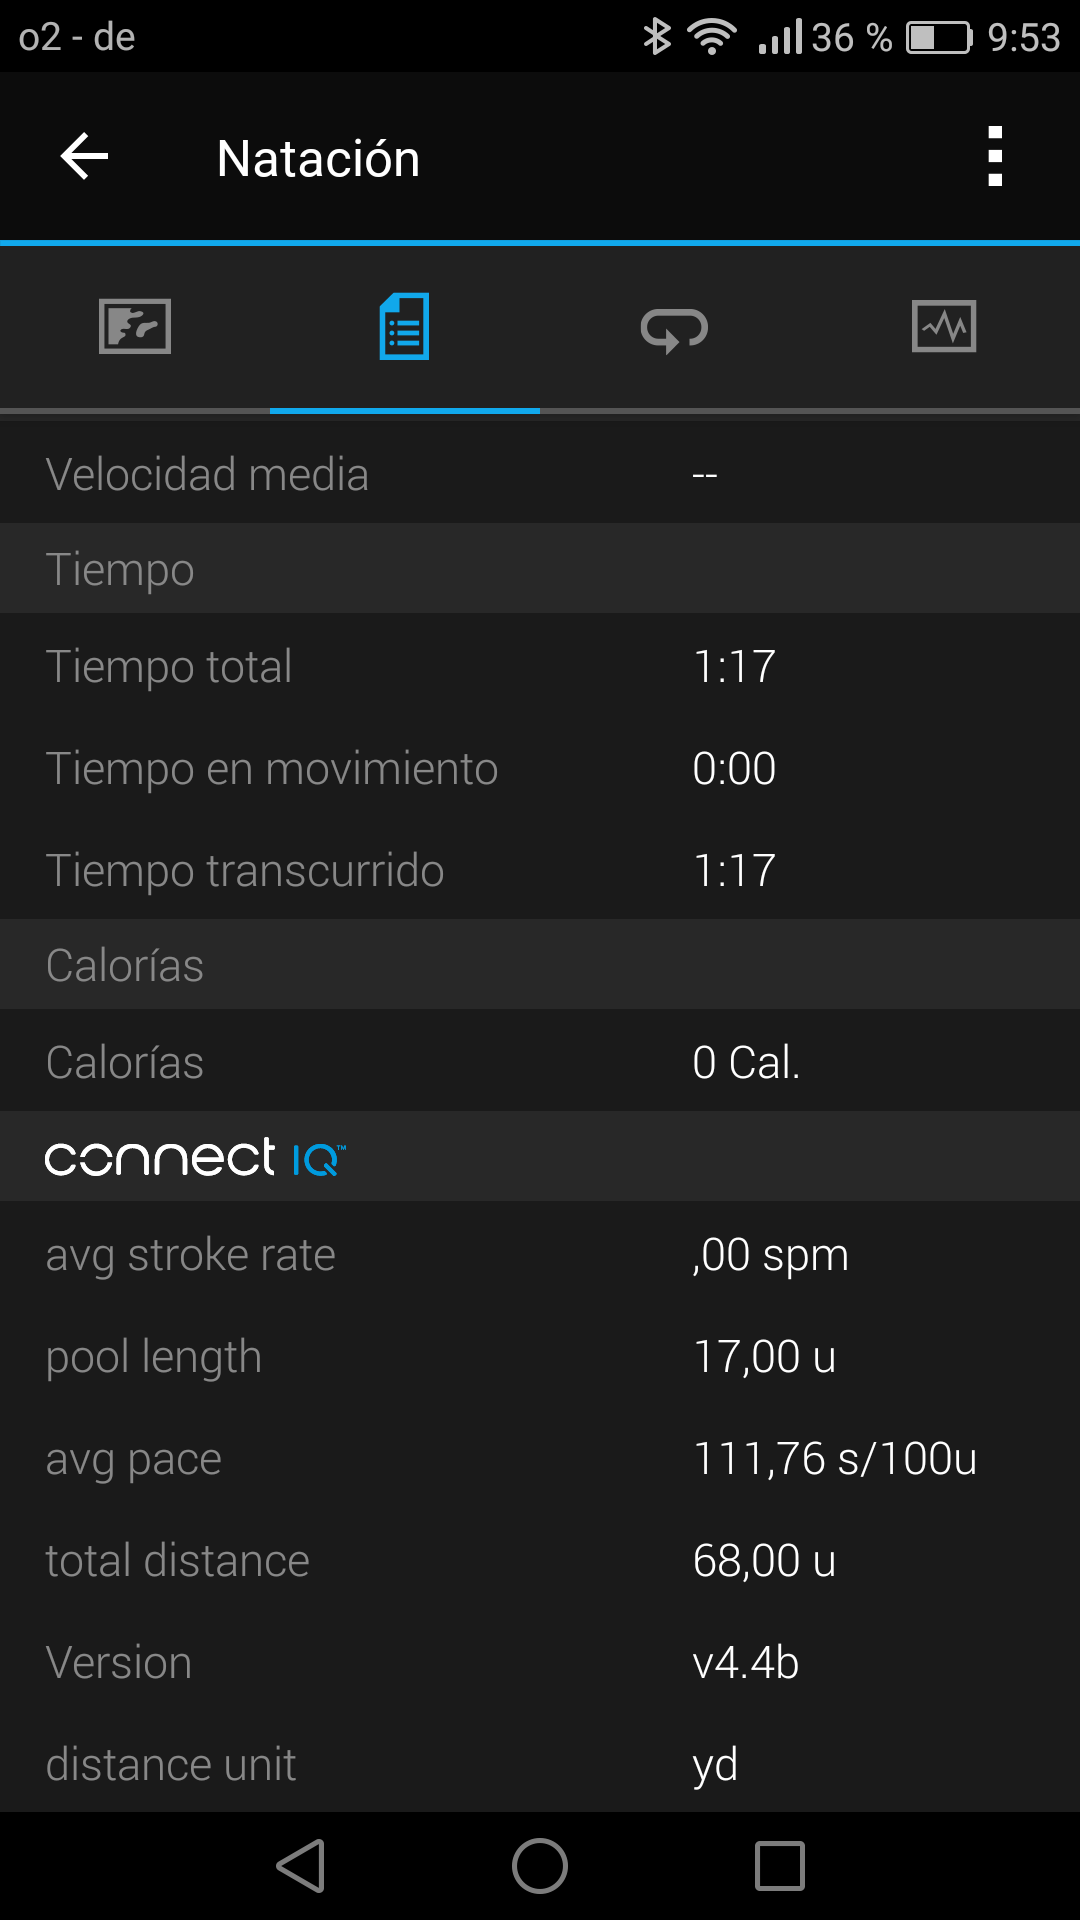 o2 - de 36 % 9:53
Natación
Velocidad media --
Tiempo
Tiempo total 1:17
Tiempo en movimiento 0:00
Tiempo transcurrido 1:17
Calorías
Calorías 0 Cal.
connect IQ™
avg stroke rate ,00 spm
pool length 17,00 u
avg pace 111,76 s/100u
total distance 68,00 u
Version v4.4b
distance unit yd